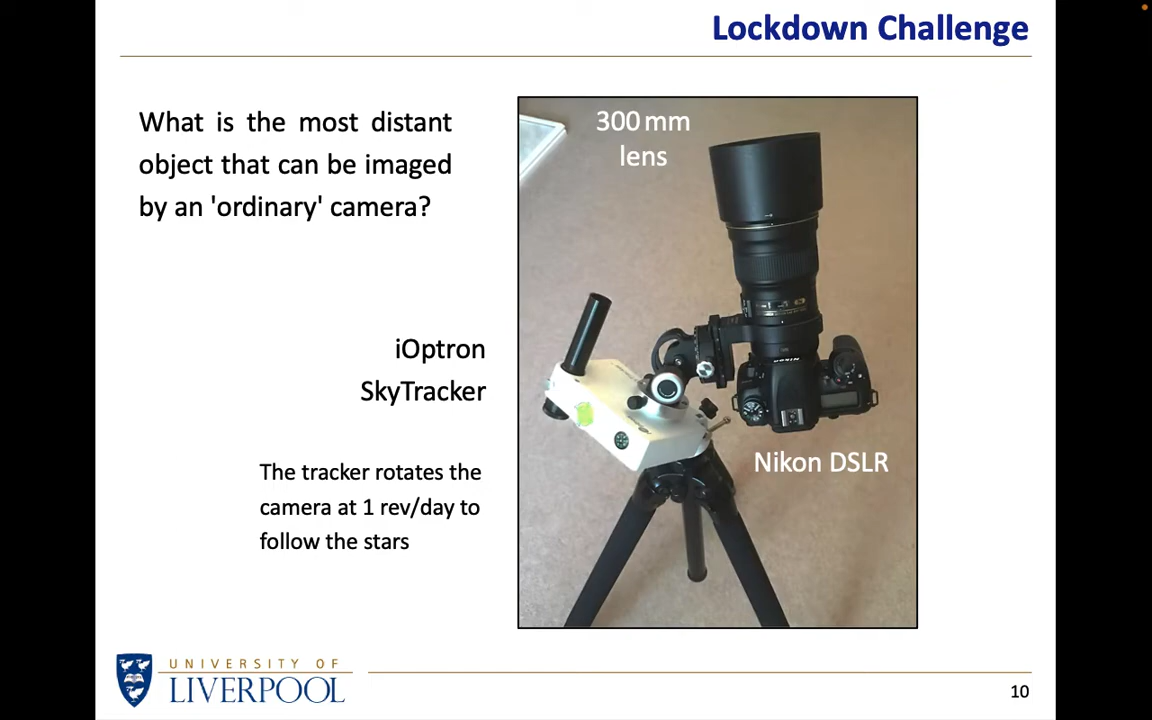 Lockdown Challenge
What is the most distant
object that can be imaged
by an 'ordinary' camera?
300 mm
lens
iOptron
SkyTracker
The tracker rotates the
camera at 1 rev/day to
follow the stars
Nikon DSLR
UNIVERSITY OF
LIVERPOOL
10